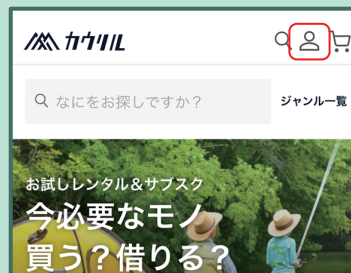 カウリル
なにをお探しですか？
ジャンル一覧
お試しレンタル＆サブスク
今必要なモノ
買う？借りる？